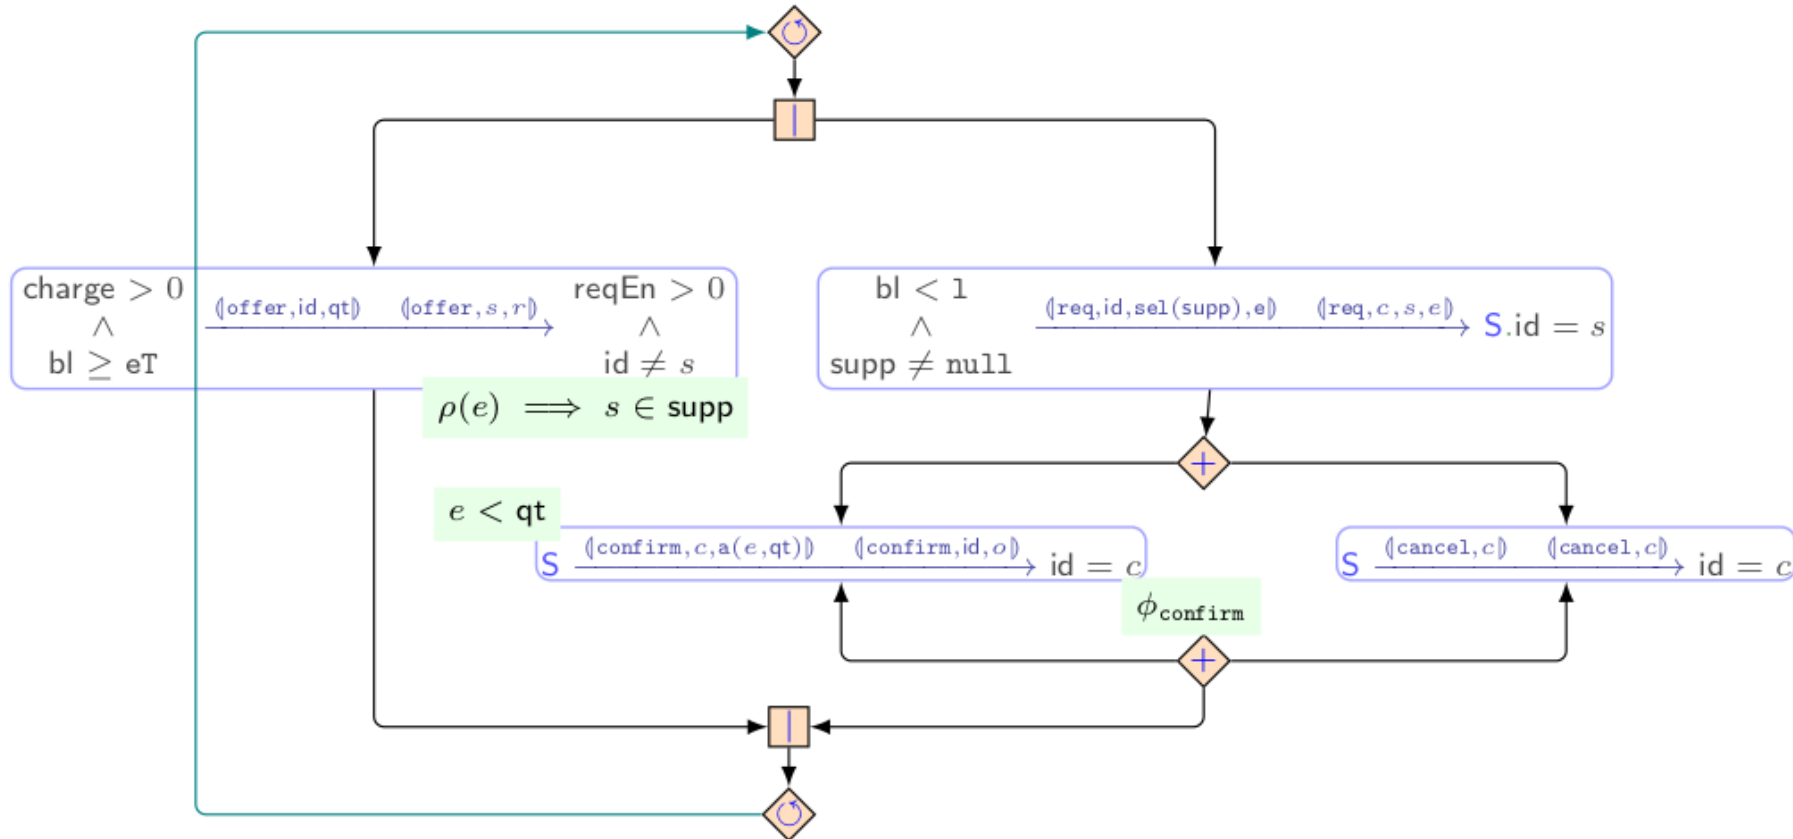 charge > 0
∧
bl ≥ eT
⦇offer,id,qt⦈ ⦇offer,s,r⦈
reqEn > 0
∧
id ≠ s
ρ(e) ⟹ s ∈ supp
bl < 1
∧
supp ≠ null
⦇req,id,sel(supp),e⦈ ⦇req,c,s,e⦈
S.id = s
+
e < qt
S ⦇confirm,c,a(e,qt)⦈ ⦇confirm,id,o⦈ id = c
ϕconfirm
S ⦇cancel,c⦈ ⦇cancel,c⦈ id = c
+